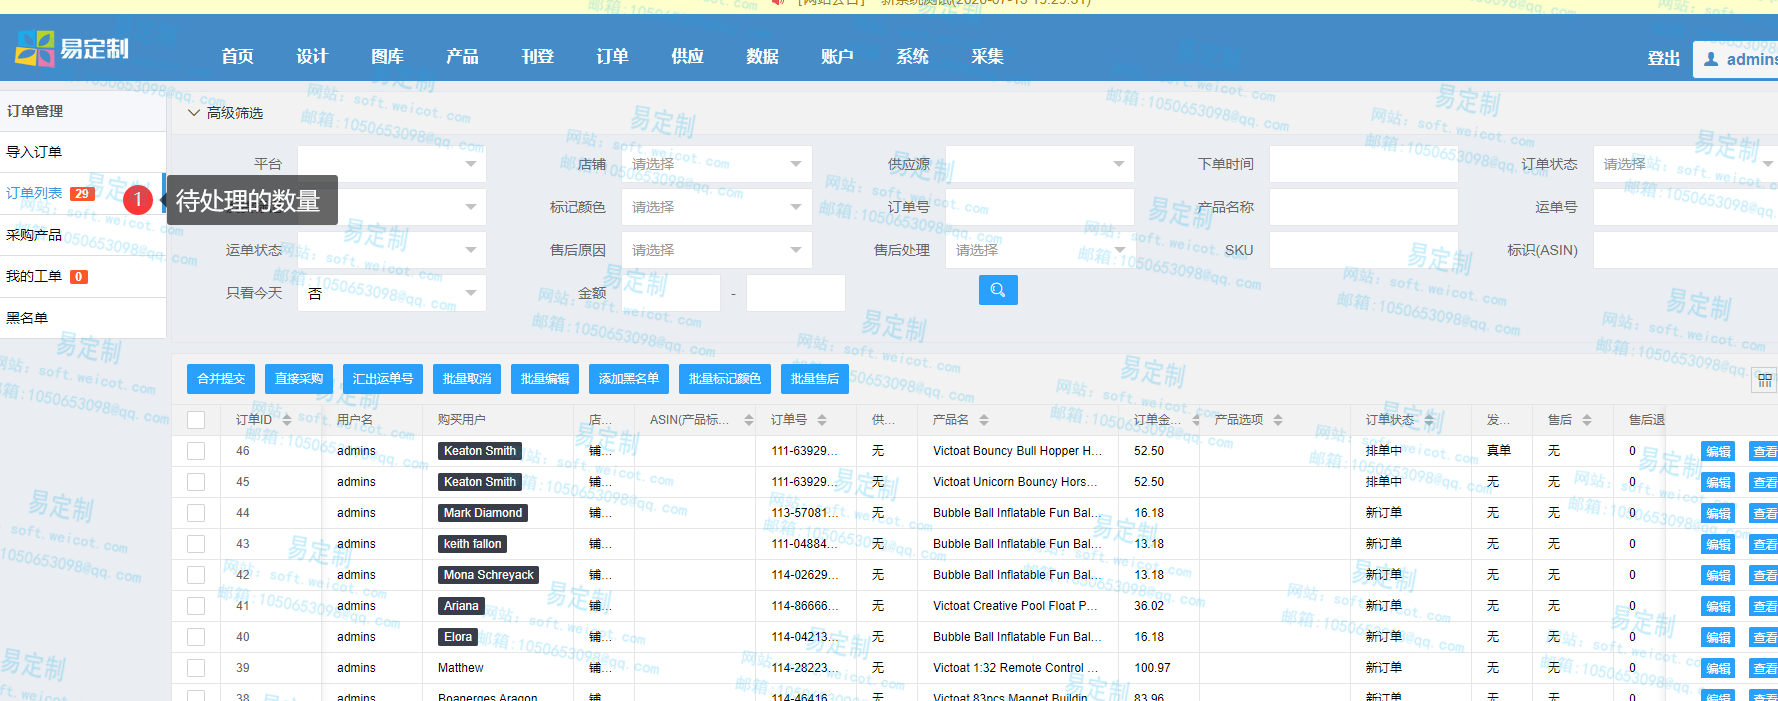 [网站公告]
易定制
首页 设计 图库 产品 刊登 订单 供应 数据 账户 系统 采集
登出 admins
订单管理
导入订单
订单列表 29
1 待处理的数量
采购产品
我的工单 0
黑名单
高级筛选
平台 店铺 请选择 供应源 下单时间 订单状态 请选择
标记颜色 请选择 订单号 产品名称 运单号
运单状态 售后原因 请选择 售后处理 请选择 SKU 标识(ASIN)
只看今天 否 金额 -
合并提交 直接采购 汇出运单号 批量取消 批量编辑 添加黑名单 批量标记颜色 批量售后
订单ID 用户名 购买用户 店... ASIN(产品标... 订单号 供... 产品名 订单金... 产品选项 订单状态 发... 售后 售后退
46 admins Keaton Smith 铺... 111-63929... 无 Victoat Bouncy Bull Hopper H... 52.50 排单中 真单 无 0 编辑 查看
45 admins Keaton Smith 铺... 111-63929... 无 Victoat Unicorn Bouncy Hors... 52.50 排单中 无 无 0 编辑 查看
44 admins Mark Diamond 铺... 113-57081... 无 Bubble Ball Inflatable Fun Bal... 16.18 新订单 无 无 0 编辑 查看
43 admins keith fallon 铺... 111-04884... 无 Bubble Ball Inflatable Fun Bal... 13.18 新订单 无 无 0 编辑 查看
42 admins Mona Schreyack 铺... 114-02629... 无 Bubble Ball Inflatable Fun Bal... 13.18 新订单 无 无 0 编辑 查看
41 admins Ariana 铺... 114-86666... 无 Victoat Creative Pool Float P... 36.02 新订单 无 无 0 编辑 查看
40 admins Elora 铺... 114-04213... 无 Bubble Ball Inflatable Fun Bal... 16.18 新订单 无 无 0 编辑 查看
39 admins Matthew 铺... 114-28223... 无 Victoat 1:32 Remote Control ... 100.97 新订单 无 无 0 编辑 查看
38 admins Boanerges Aragon 铺... 114-46416... 无 Victoat 83pcs Magnet Buildin... 83.96 新订单 无 无 0 编辑 查看
易定制
网站: soft.weicot.com
邮箱:1050653098@qq.com